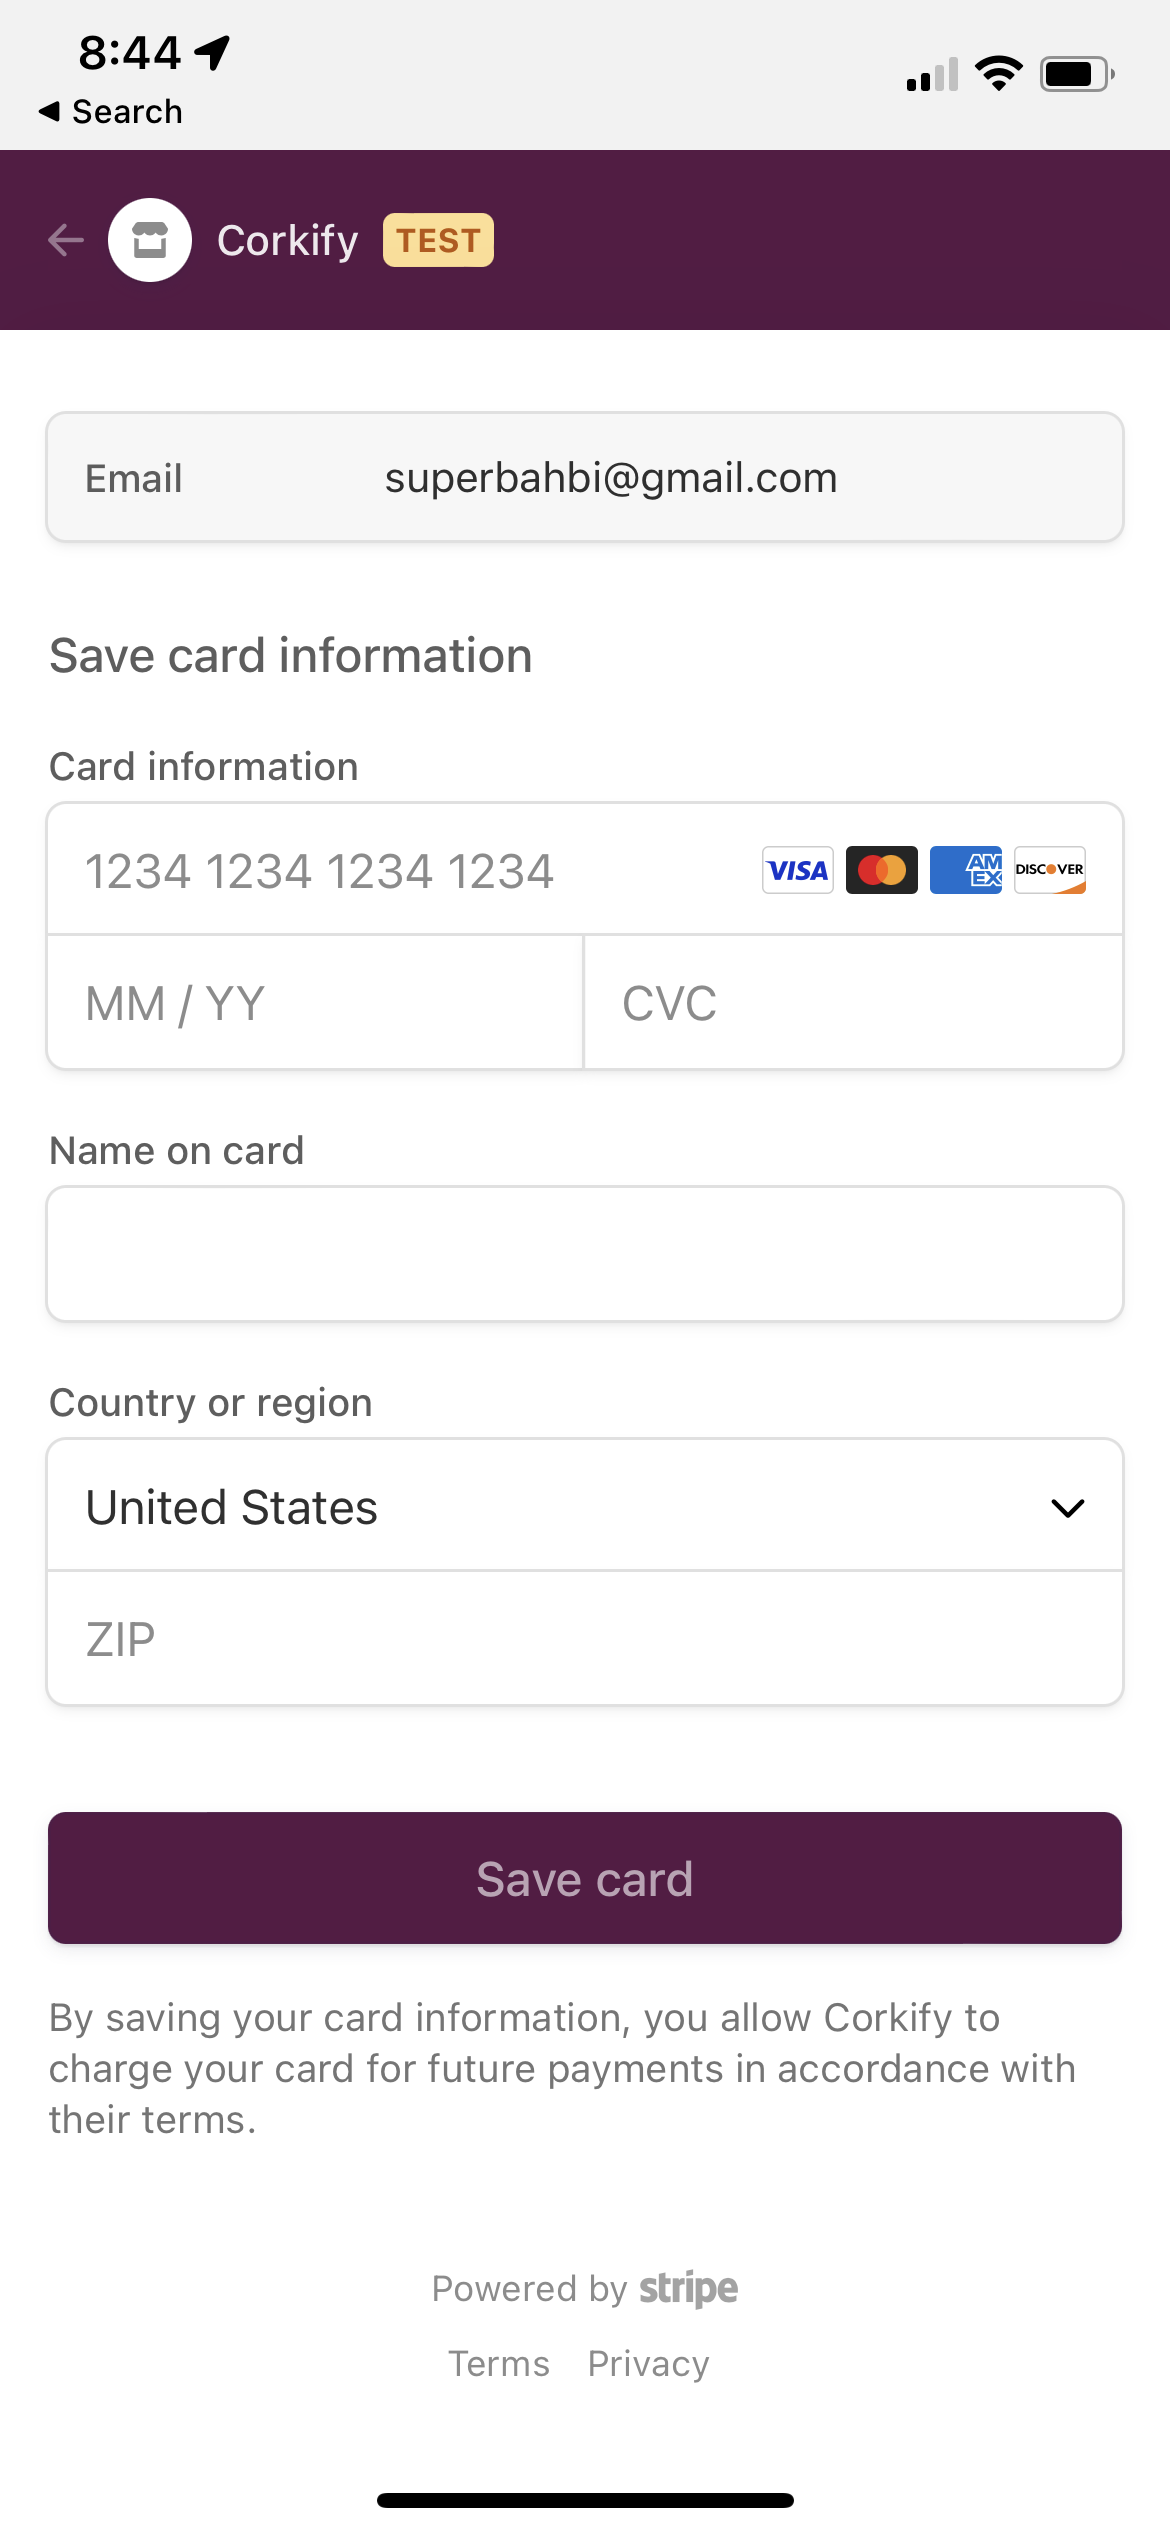 8:44
Search
Corkify TEST
Email superbahbi@gmail.com
Save card information
Card information
1234 1234 1234 1234 VISA AMEX DISCOVER
MM / YY CVC
Name on card
Country or region
United States
ZIP
Save card
By saving your card information, you allow Corkify to
charge your card for future payments in accordance with
their terms.
Powered by stripe
Terms Privacy